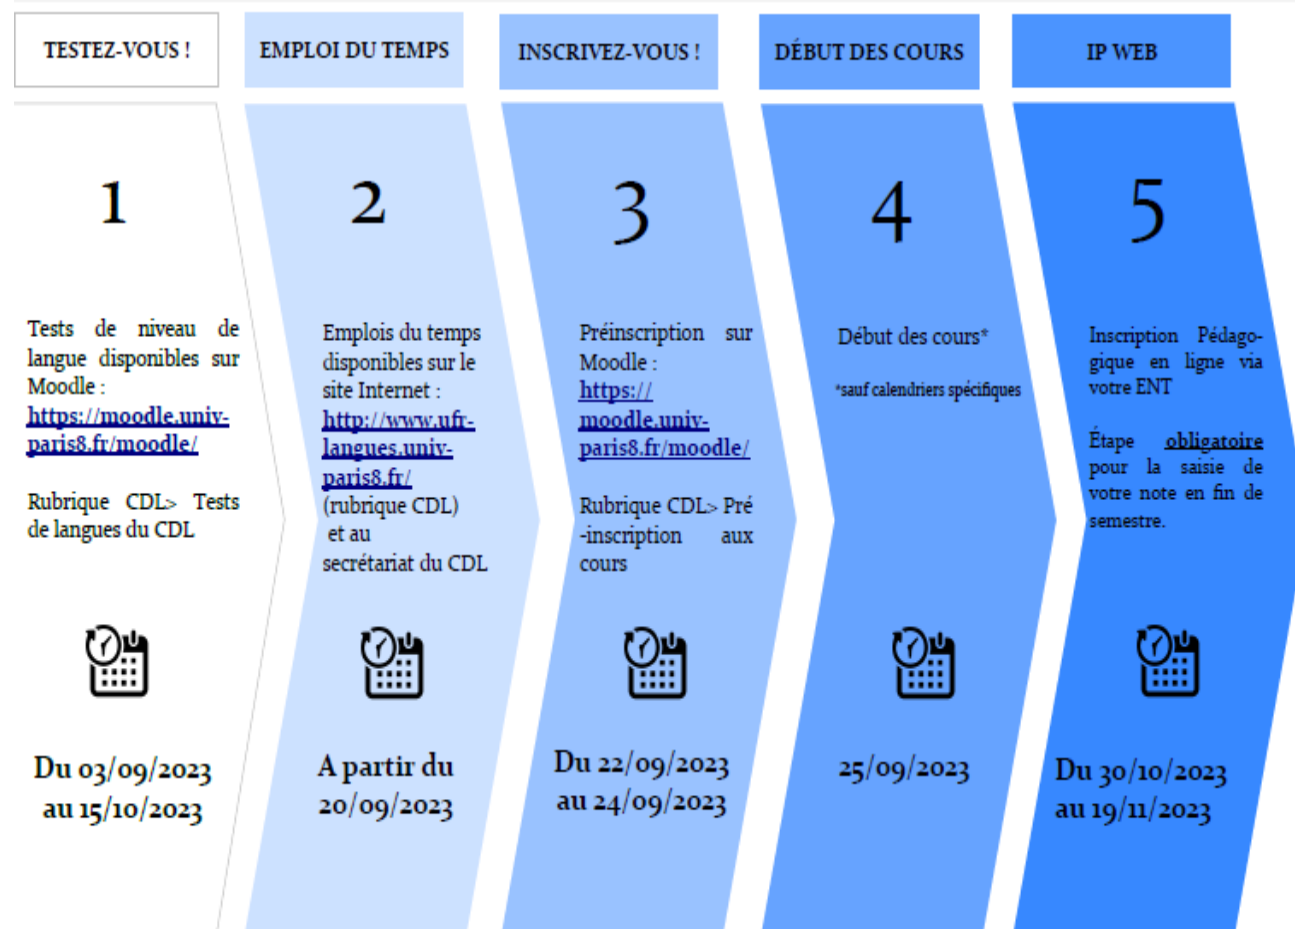 TESTEZ-VOUS !
1
Tests de niveau de
langue disponibles sur
Moodle :
https://moodle.univ-
paris8.fr/moodle/
Rubrique CDL> Tests
de langues du CDL
Du 03/09/2023
au 15/10/2023
EMPLOI DU TEMPS
2
Emplois du temps
disponibles sur le
site Internet :
http://www.ufr-
langues.univ-
paris8.fr/
(rubrique CDL)
et au
secrétariat du CDL
A partir du
20/09/2023
INSCRIVEZ-VOUS !
3
Préinscription sur
Moodle :
https://
moodle.univ-
paris8.fr/moodle/
Rubrique CDL> Pré
-inscription aux
cours
Du 22/09/2023
au 24/09/2023
DÉBUT DES COURS
4
Début des cours*
*sauf calendriers spécifiques
25/09/2023
IP WEB
5
Inscription Pédago-
gique en ligne via
votre ENT
Étape obligatoire
pour la saisie de
votre note en fin de
semestre.
Du 30/10/2023
au 19/11/2023